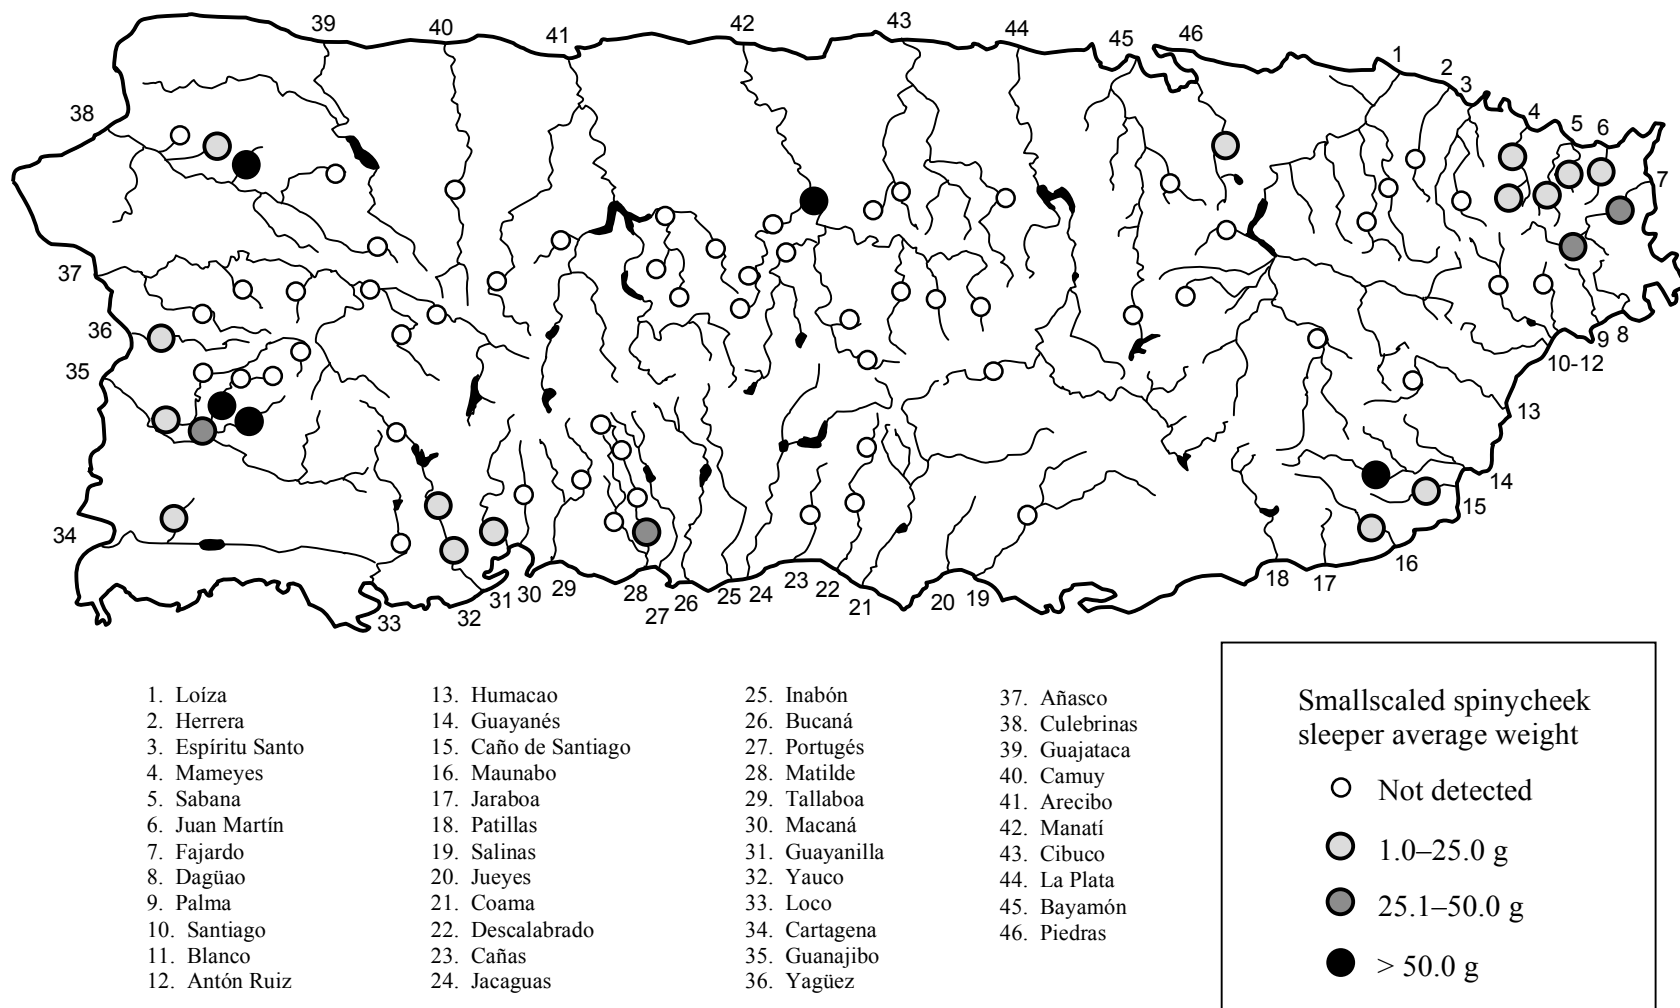 39
40
41
42
43
44
45
46
1
2
3
4
5
6
7
38
37
36
35
34
8
9
10-12
13
14
15
16
17
18
19
20
21
22
23
24
25
26
27
28
29
30
31
32
33
1. Loíza
2. Herrera
3. Espíritu Santo
4. Mameyes
5. Sabana
6. Juan Martín
7. Fajardo
8. Dagüao
9. Palma
10. Santiago
11. Blanco
12. Antón Ruiz
13. Humacao
14. Guayanés
15. Caño de Santiago
16. Maunabo
17. Jaraboa
18. Patillas
19. Salinas
20. Jueyes
21. Coama
22. Descalabrado
23. Cañas
24. Jacaguas
25. Inabón
26. Bucaná
27. Portugés
28. Matilde
29. Tallaboa
30. Macaná
31. Guayanilla
32. Yauco
33. Loco
34. Cartagena
35. Guanajibo
36. Yagüez
37. Añasco
38. Culebrinas
39. Guajataca
40. Camuy
41. Arecibo
42. Manatí
43. Cibuco
44. La Plata
45. Bayamón
46. Piedras
Smallscaled spinycheek
sleeper average weight
Not detected
1.0–25.0 g
25.1–50.0 g
> 50.0 g